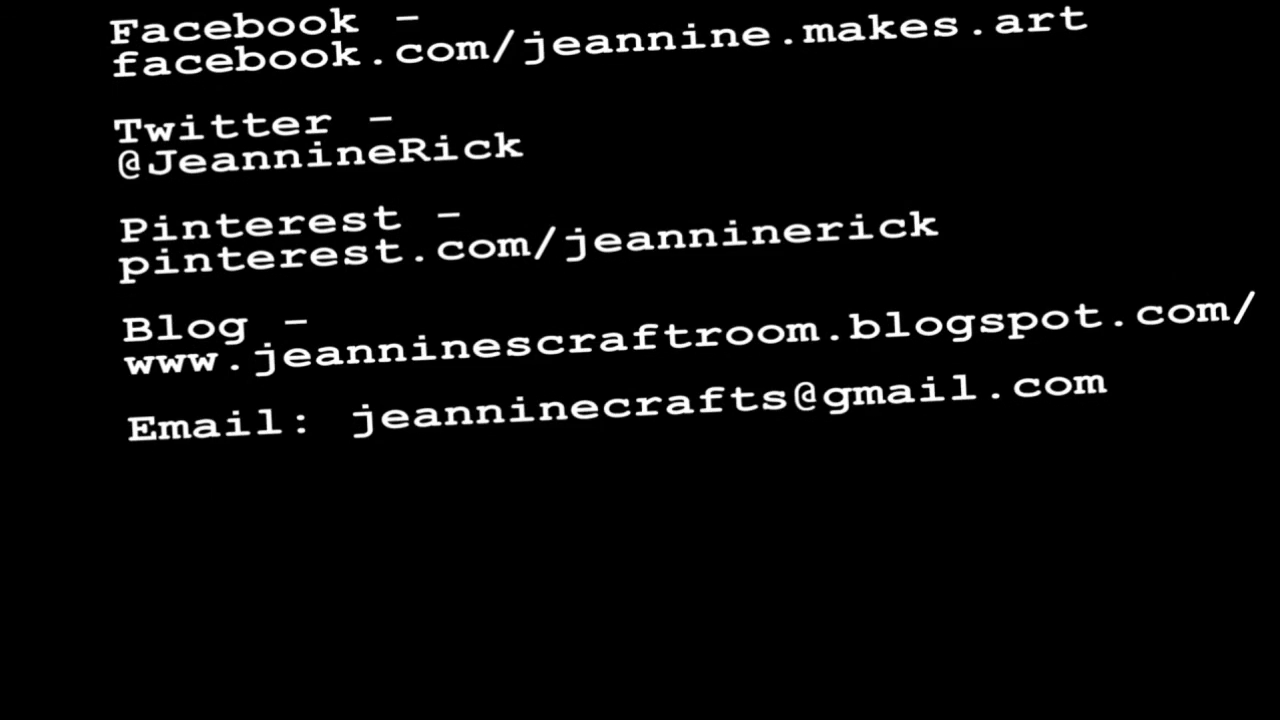 Facebook -
facebook.com/jeannine.makes.art
Twitter -
@JeannineRick
Pinterest -
pinterest.com/jeanninerick
Blog -
www.jeanninescraftroom.blogspot.com/
Email: jeanninecrafts@gmail.com